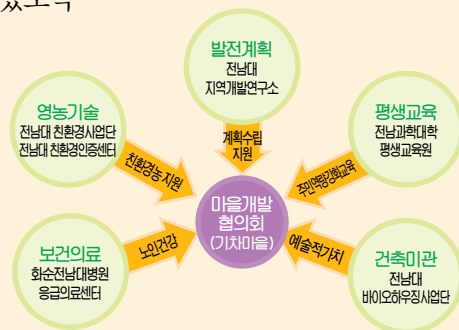 발전계획
전남대
지역개발연구소
영농기술
전남대 친환경사업단
전남대 친환경인증센터
평생교육
전남과학대학
평생교육원
계획수립
지원
친환경농 지원
주민역량강화교육
마을개발
협의회
(기차마을)
노인건강
예술적가치
보건의료
화순전남대병원
응급의료센터
건축미관
전남대
바이오하우징사업단